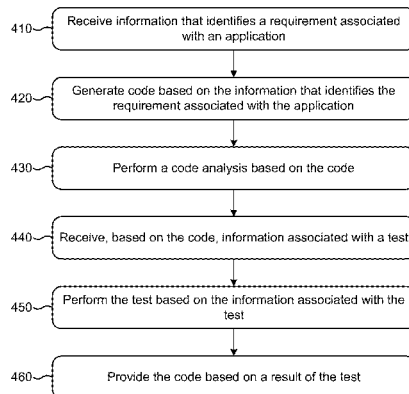 410
Receive information that identifies a requirement associated
with an application
420
Generate code based on the information that identifies the
requirement associated with the application
430
Perform a code analysis based on the code
440
Receive, based on the code, information associated with a test
450
Perform the test based on the information associated with the
test
460
Provide the code based on a result of the test